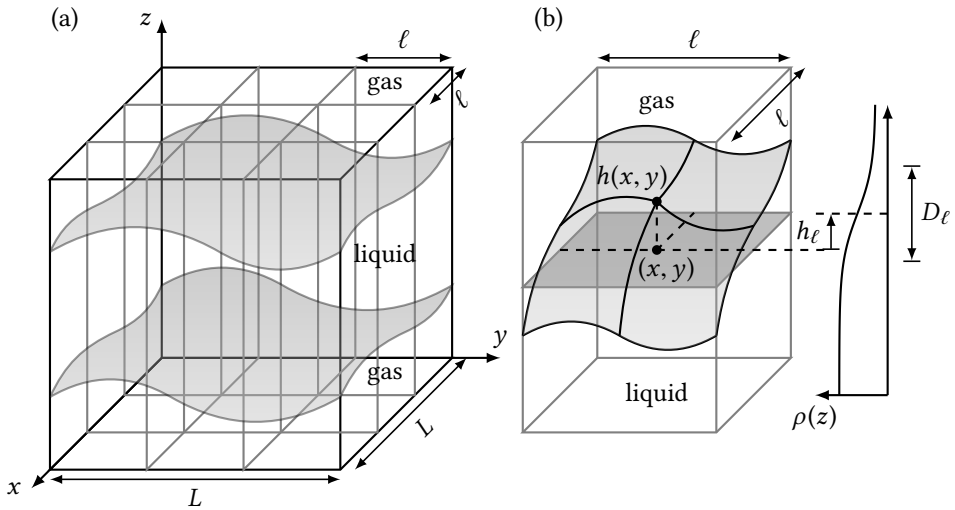 (a)
z
ℓ
gas
ℓ
liquid
y
gas
L
x
L
(b)
ℓ
gas
ℓ
h(x, y)
h_ℓ
D_ℓ
(x, y)
liquid
ρ(z)